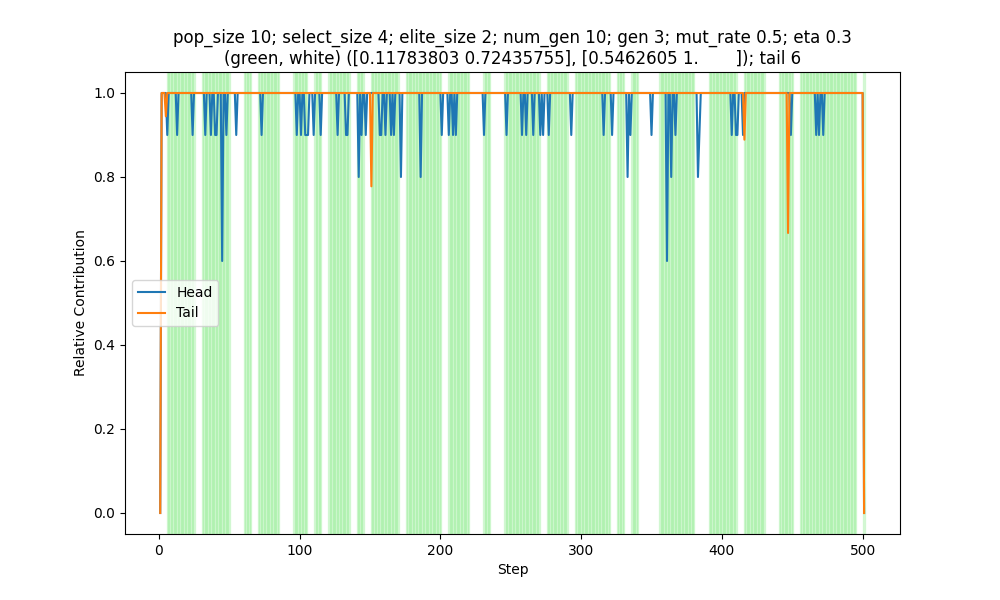 pop_size 10; select_size 4; elite_size 2; num_gen 10; gen 3; mut_rate 0.5; eta 0.3
(green, white) ([0.11783803 0.72435755], [0.5462605 1.        ]); tail 6
1.0
0.8
0.6
0.4
0.2
0.0
Relative Contribution
Head
Tail
0
100
200
300
400
500
Step